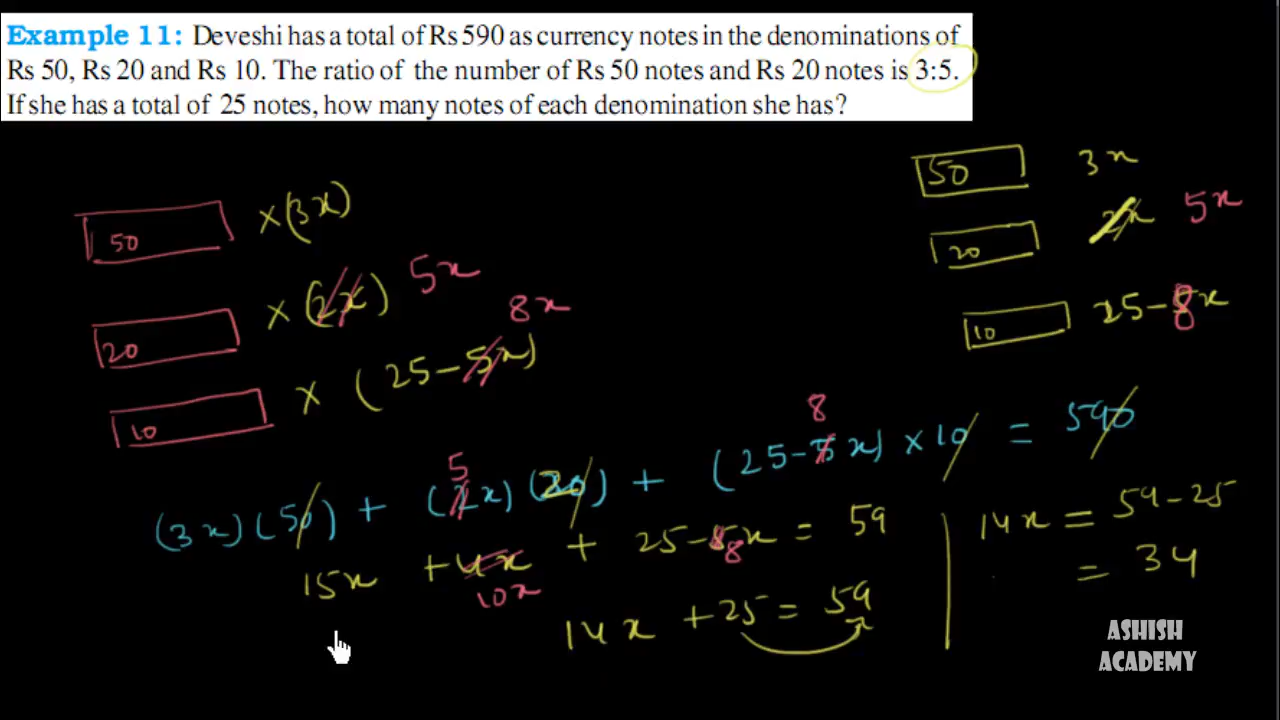 Example 11: Deveshi has a total of Rs 590 as currency notes in the denominations of
Rs 50, Rs 20 and Rs 10. The ratio of the number of Rs 50 notes and Rs 20 notes is 3:5.
If she has a total of 25 notes, how many notes of each denomination she has?
50 3x
20 2x 5x
10 25-8x
50 ×(3x)
20 ×(2x) 5x
10 × (25-5x) 8x
(3x)(50) + (2x)(20) + (25-5x)×10 = 590
5 8
15x + 4x + 25-8x = 59
10x
14x + 25 = 59
14x = 59-25
= 34
ASHISH
ACADEMY